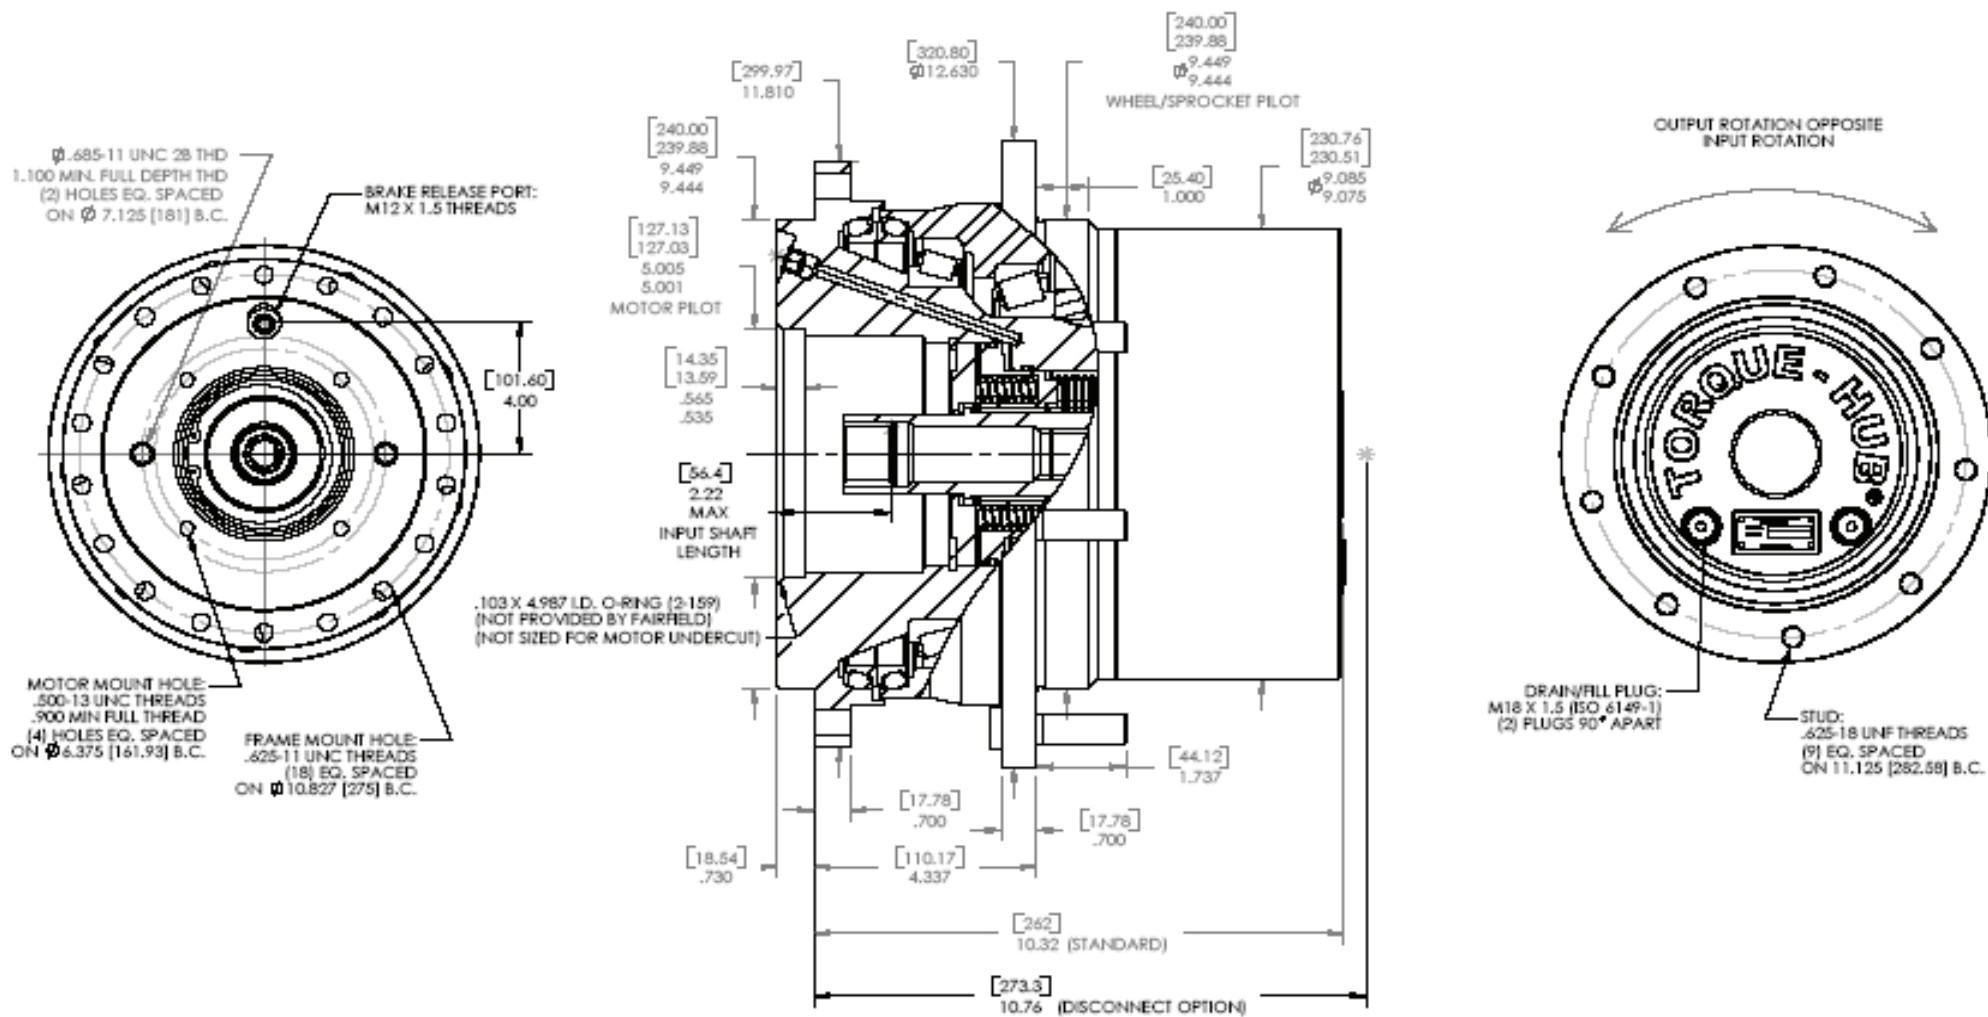 Ø.685-11 UNC 2B THD
1.100 MIN. FULL DEPTH THD
(2) HOLES EQ. SPACED
ON Ø 7.125 [181] B.C.
BRAKE RELEASE PORT:
M12 X 1.5 THREADS
[101.60]
4.00
MOTOR MOUNT HOLE:
.500-13 UNC THREADS
.900 MIN FULL THREAD
(4) HOLES EQ. SPACED
ON Ø6.375 [161.93] B.C.
FRAME MOUNT HOLE:
.625-11 UNC THREADS
(18) EQ. SPACED
ON Ø10.827 [275] B.C.
[299.97]
11.810
[320.80]
Ø12.630
[240.00
239.88]
Ø9.449
9.444
WHEEL/SPROCKET PILOT
[240.00
239.88]
9.449
9.444
[230.76
230.51]
Ø9.085
9.075
[25.40]
1.000
[127.13
127.03]
5.005
5.001
MOTOR PILOT
[14.35
13.59]
.565
.535
[56.4]
2.22
MAX
INPUT SHAFT
LENGTH
.103 X 4.987 I.D. O-RING (2-159)
(NOT PROVIDED BY FAIRFIELD)
(NOT SIZED FOR MOTOR UNDERCUT)
[44.12]
1.737
[17.78]
.700
[17.78]
.700
[18.54]
.730
[110.17]
4.337
[262]
10.32 (STANDARD)
[273.3]
10.76 (DISCONNECT OPTION)
OUTPUT ROTATION OPPOSITE
INPUT ROTATION
TORQUE-HUB®
DRAIN/FILL PLUG:
M18 X 1.5 (ISO 6149-1)
(2) PLUGS 90° APART
STUD:
.625-18 UNF THREADS
(9) EQ. SPACED
ON 11.125 [282.58] B.C.